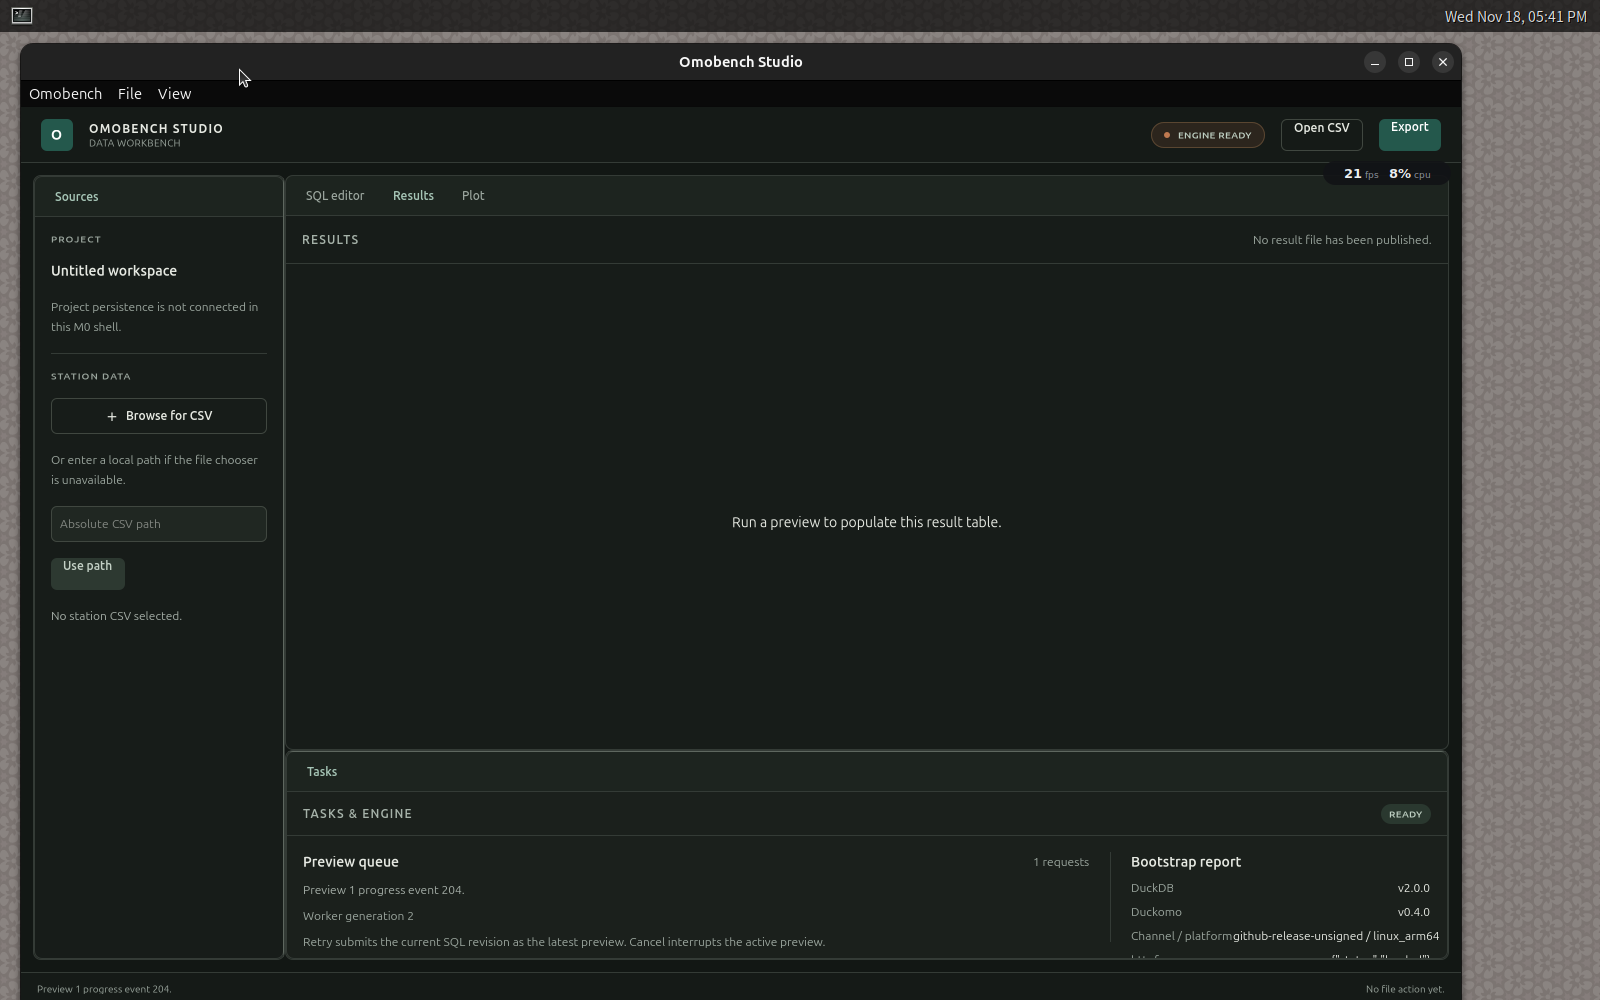 Wed Nov 18, 05:41 PM
Omobench Studio
Omobench File View
O
OMOBENCH STUDIO
DATA WORKBENCH
ENGINE READY
Open CSV
Export
21 fps 8% cpu
Sources
PROJECT
Untitled workspace
Project persistence is not connected in
this M0 shell.
STATION DATA
+ Browse for CSV
Or enter a local path if the file chooser
is unavailable.
Absolute CSV path
Use path
No station CSV selected.
SQL editor Results Plot
RESULTS
No result file has been published.
Run a preview to populate this result table.
Tasks
TASKS & ENGINE
READY
Preview queue
1 requests
Preview 1 progress event 204.
Worker generation 2
Retry submits the current SQL revision as the latest preview. Cancel interrupts the active preview.
Bootstrap report
DuckDB v2.0.0
Duckomo v0.4.0
Channel / platform github-release-unsigned / linux_arm64
Preview 1 progress event 204.
No file action yet.